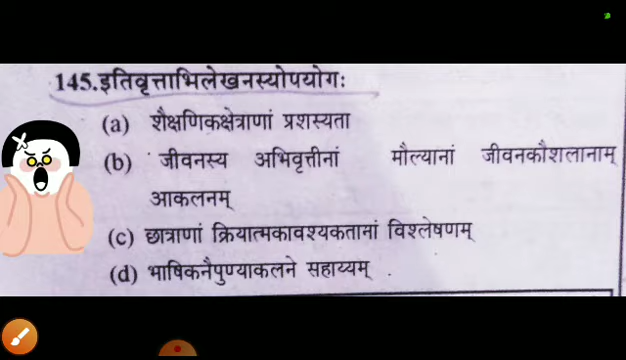 145.इतिवृत्ताभिलेखनस्योपयोगः
(a) शैक्षणिकक्षेत्राणां प्रशस्यता
(b) जीवनस्य अभिवृत्तीनां मौल्यानां जीवनकौशलानाम्
आकलनम्
(c) छात्राणां क्रियात्मकावश्यकतानां विश्लेषणम्
(d) भाषिकनैपुण्याकलने सहाय्यम् .